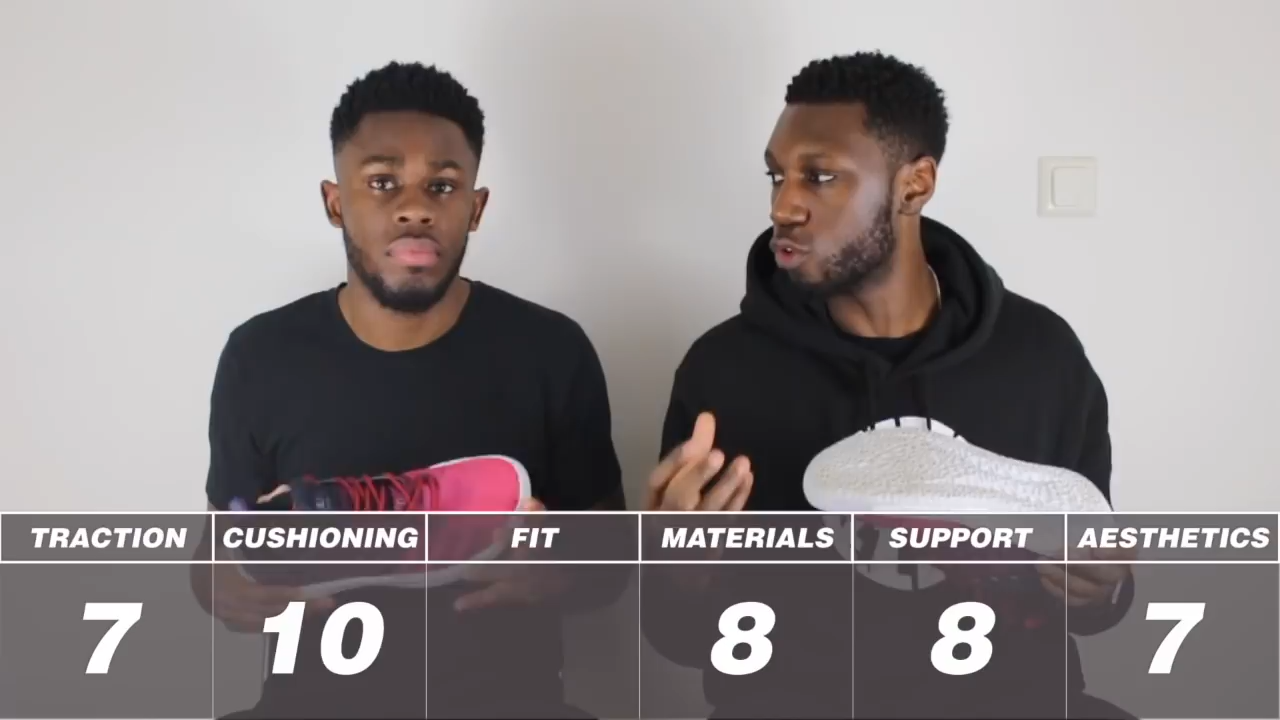 TRACTION CUSHIONING FIT MATERIALS SUPPORT AESTHETICS
7 10 8 8 7